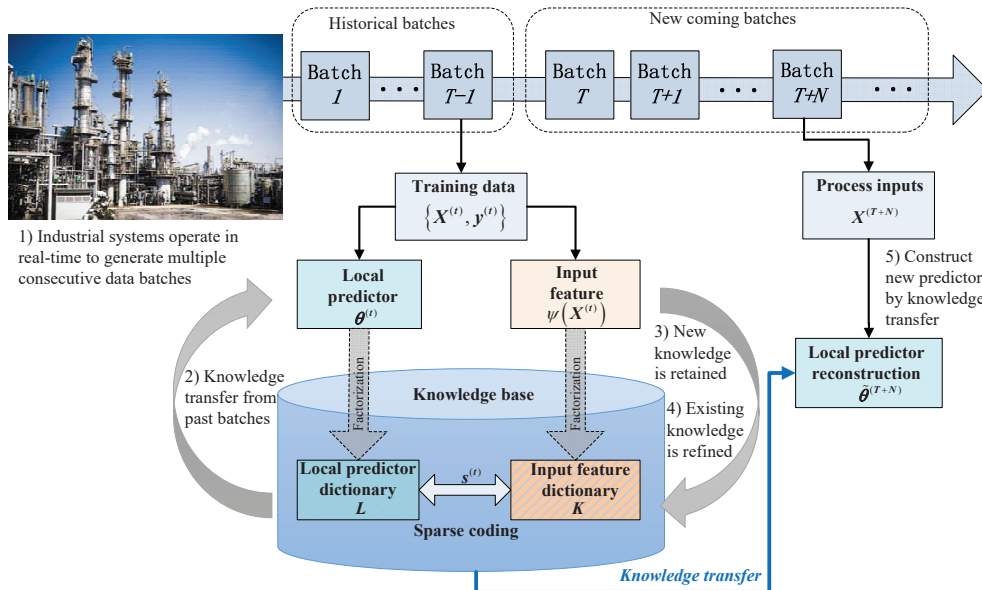 Historical batches
New coming batches
Batch
1
...
Batch
T-1
Batch
T
Batch
T+1
...
Batch
T+N
...
Training data
{X^(t), y^(t)}
Process inputs
X^(T+N)
1) Industrial systems operate in
real-time to generate multiple
consecutive data batches
Local
predictor
θ^(t)
Input
feature
ψ(X^(t))
5) Construct
new predictor
by knowledge
transfer
3) New
knowledge
is retained
2) Knowledge
transfer from
past batches
Factorization
Factorization
Local predictor
reconstruction
θ̃^(T+N)
Knowledge base
4) Existing
knowledge
is refined
Local predictor
dictionary
L
s^(t)
Input feature
dictionary
K
Sparse coding
Knowledge transfer